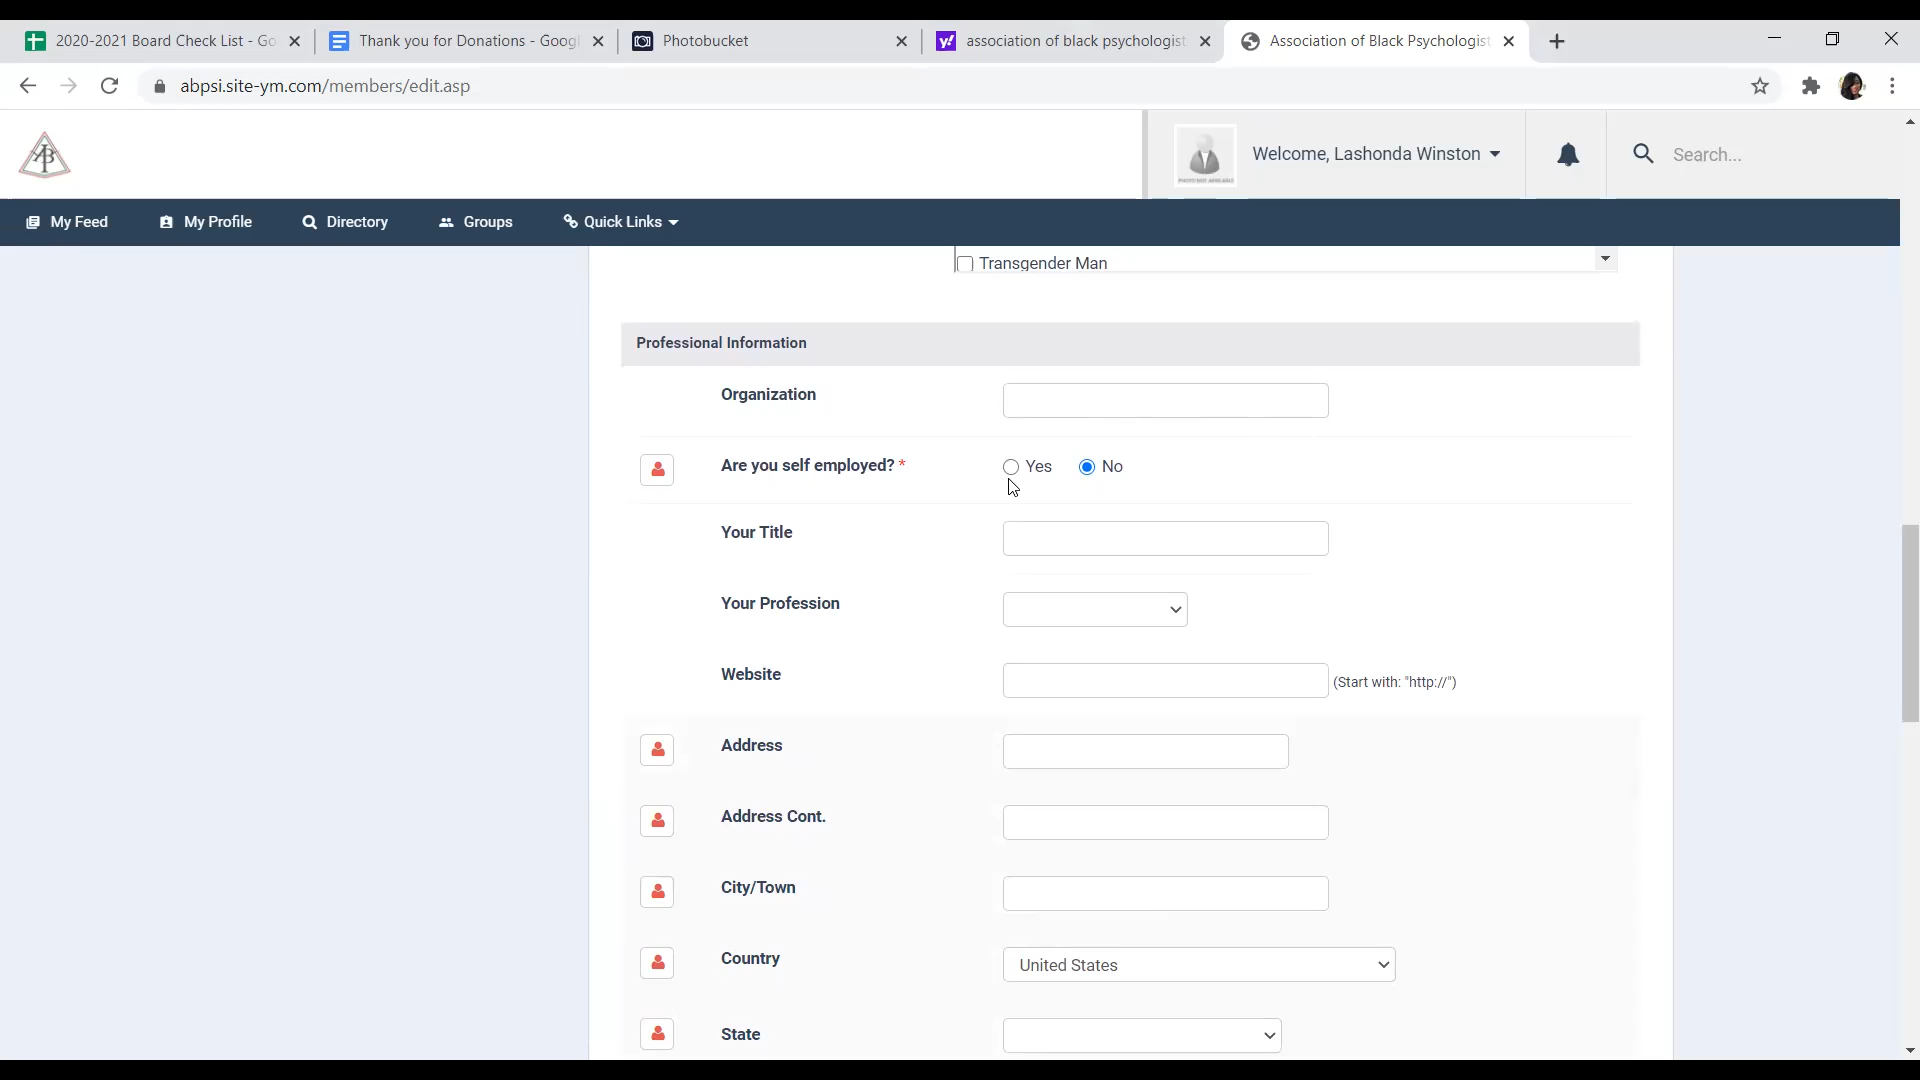 2020-2021 Board Check List - Go
Thank you for Donations - Googl
Photobucket
association of black psychologist
Association of Black Psychologist
abpsi.site-ym.com/members/edit.asp
Welcome, Lashonda Winston
Search...
My Feed
My Profile
Directory
Groups
Quick Links
Transgender Man
Professional Information
Organization
Are you self employed? *
Yes
No
Your Title
Your Profession
Website
(Start with: "http://")
Address
Address Cont.
City/Town
Country
United States
State